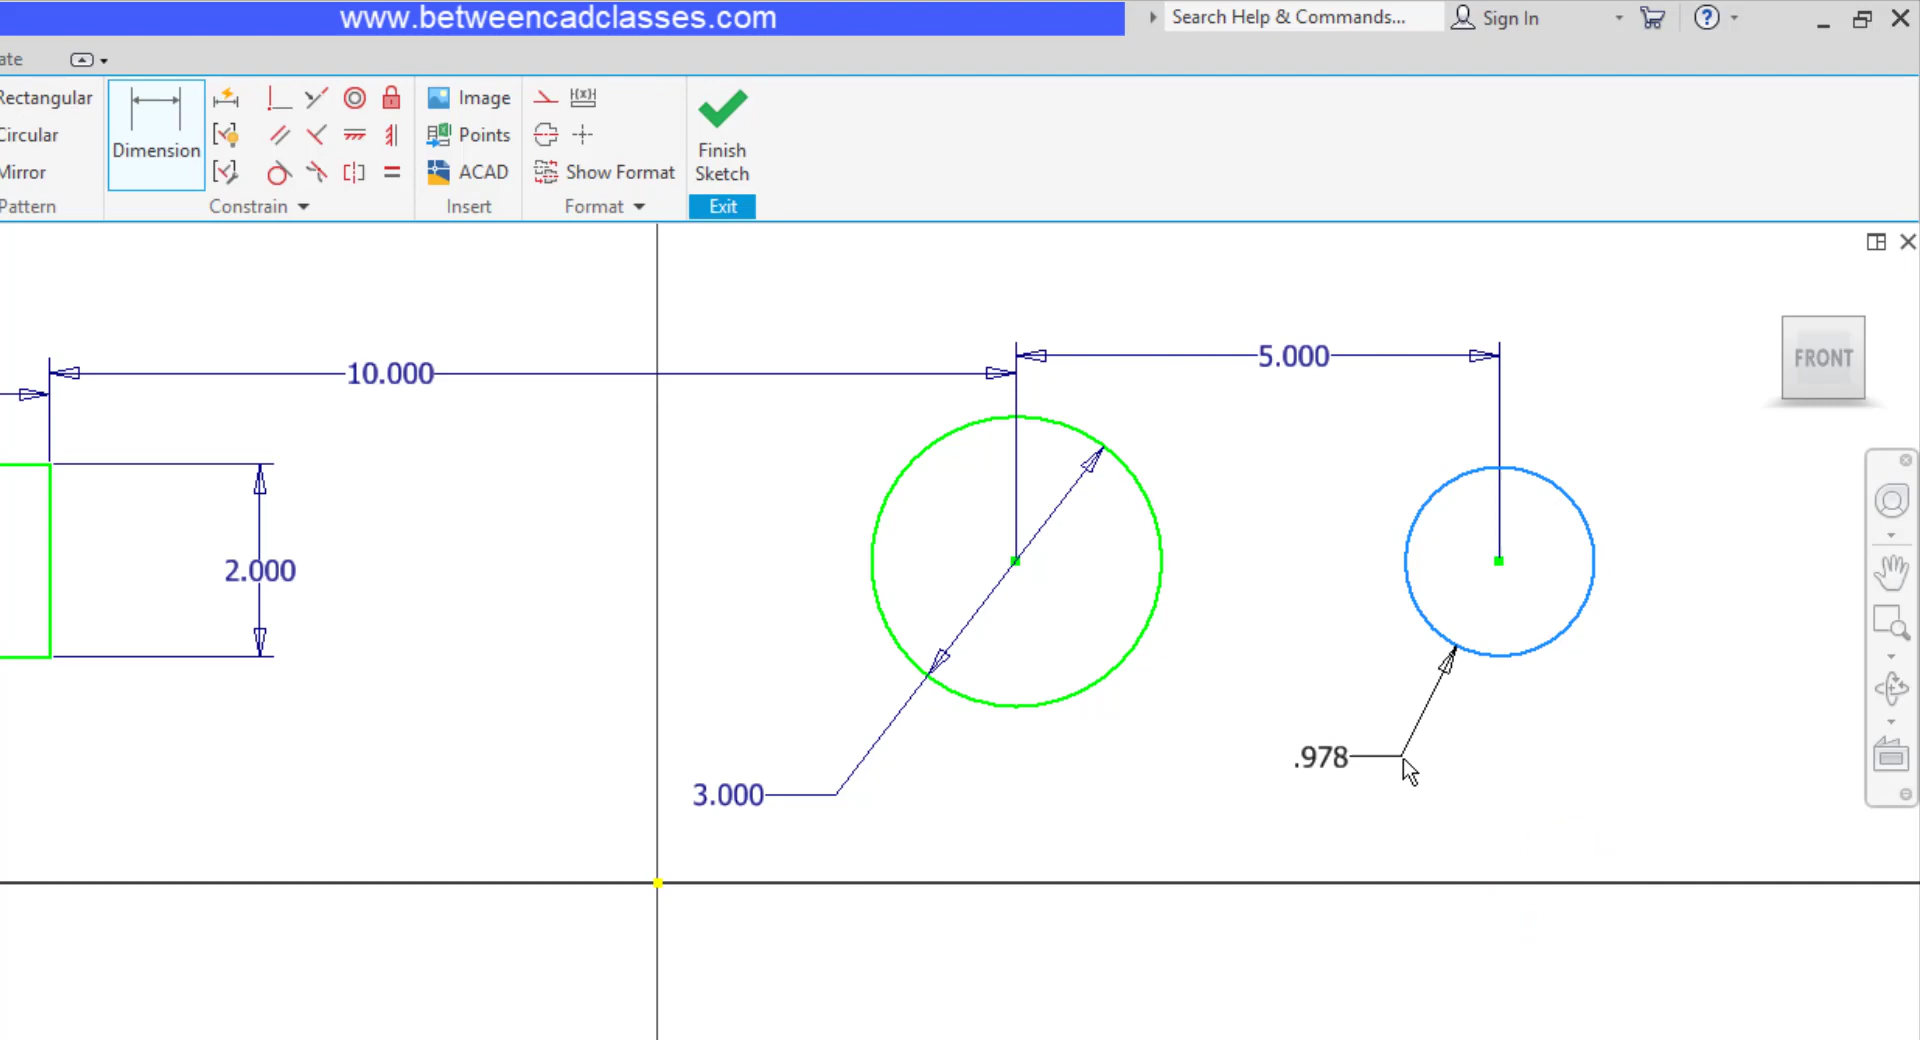 www.betweencadclasses.com
Search Help & Commands...
Sign In
ate
Rectangular
Circular
Mirror
Pattern
Dimension
Constrain
Image
Points
ACAD
Insert
Show Format
Format
Finish
Sketch
Exit
10.000
5.000
FRONT
2.000
.978
3.000